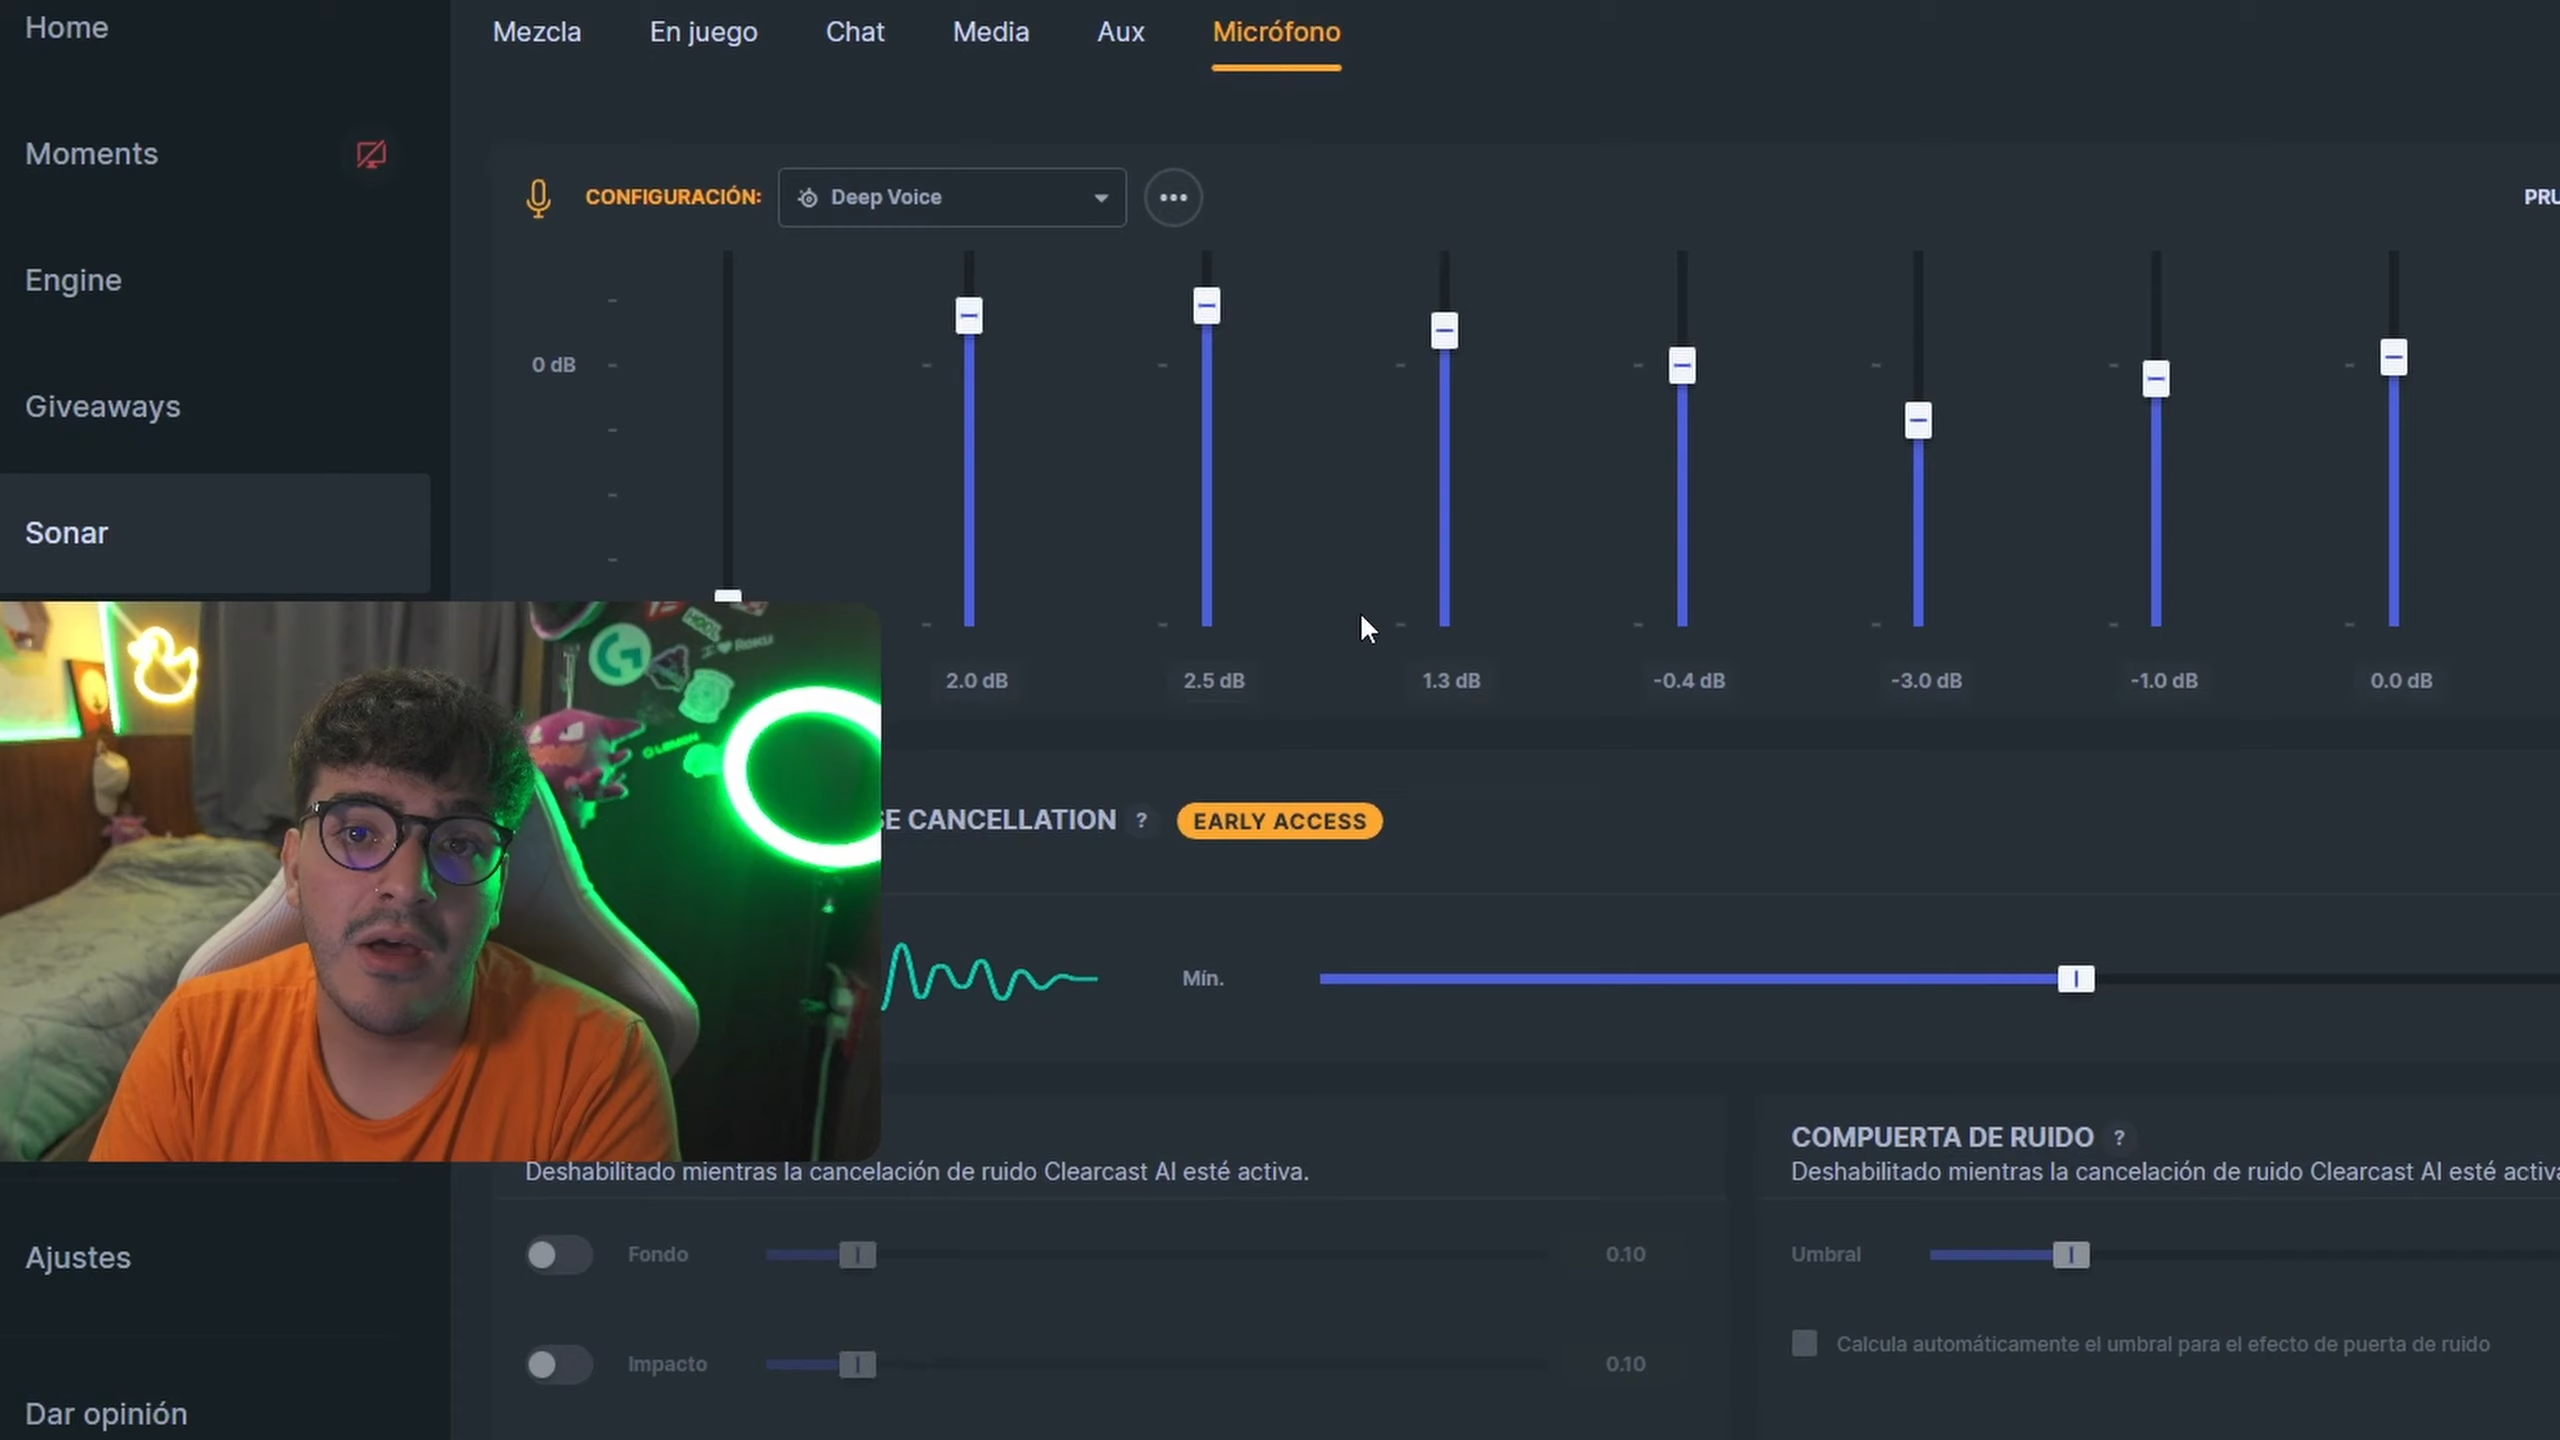 Home
Mezcla En juego Chat Media Aux Micrófono
Moments
CONFIGURACIÓN: Deep Voice ••• PRU
Engine
0 dB
Giveaways
Sonar
2.0 dB 2.5 dB 1.3 dB -0.4 dB -3.0 dB -1.0 dB 0.0 dB
LEMON
SE CANCELLATION ? EARLY ACCESS
Mín.
COMPUERTA DE RUIDO ?
Deshabilitado mientras la cancelación de ruido Clearcast AI esté activa.
Deshabilitado mientras la cancelación de ruido Clearcast AI esté activa
Ajustes
Fondo 0.10
Umbral
Calcula automáticamente el umbral para el efecto de puerta de ruido
Impacto 0.10
Dar opinión